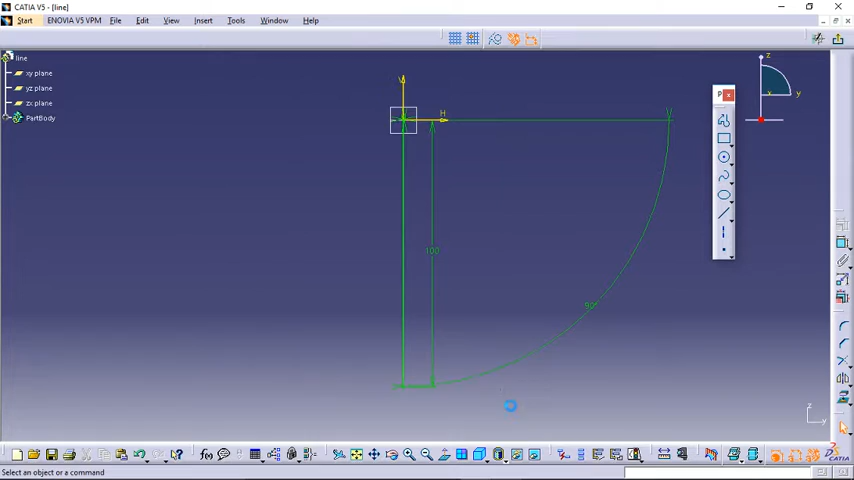 CATIA V5 - [line]
Start ENOVIA V5 VPM File Edit View Insert Tools Window Help
line
xy plane
yz plane
zx plane
PartBody
V
H
V
100
90°
P...
z
x
y
z
y
CATIA
Select an object or a command